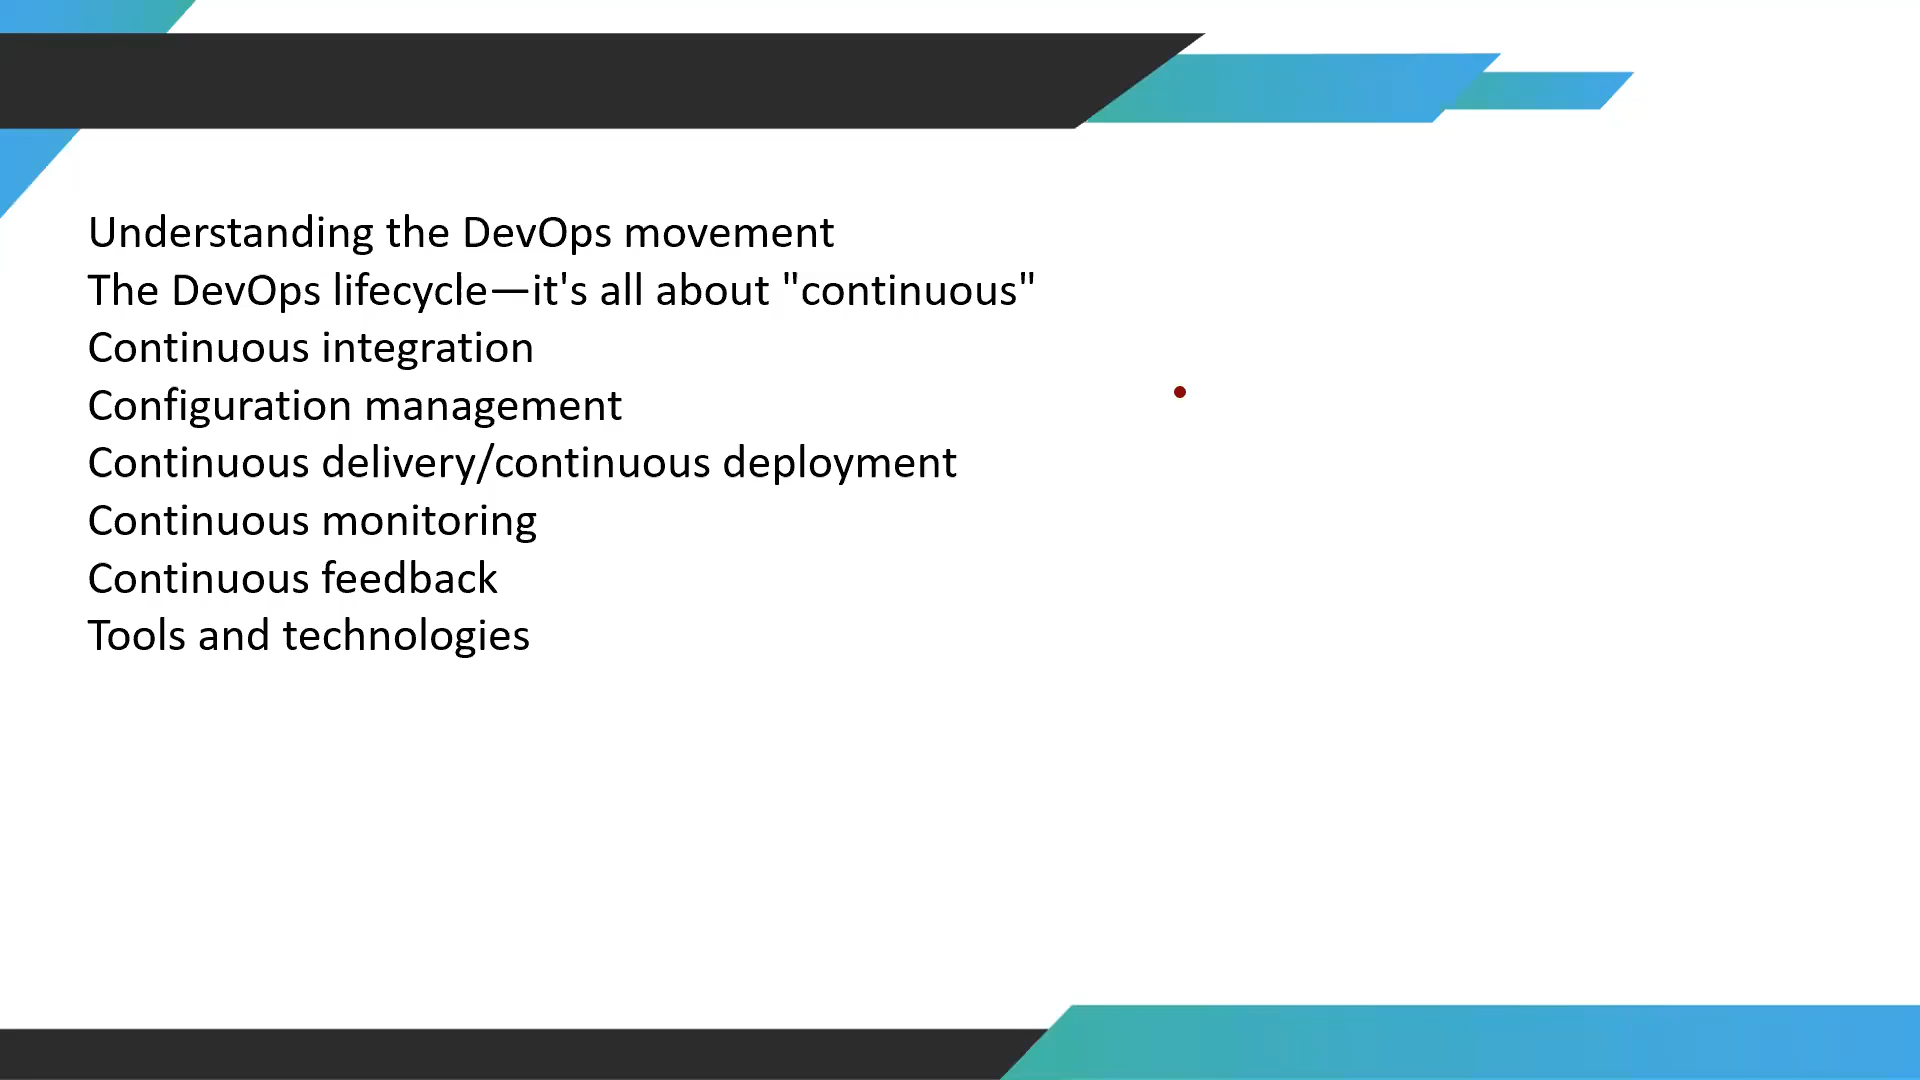 Understanding the DevOps movement
The DevOps lifecycle—it's all about "continuous"
Continuous integration
Configuration management
Continuous delivery/continuous deployment
Continuous monitoring
Continuous feedback
Tools and technologies